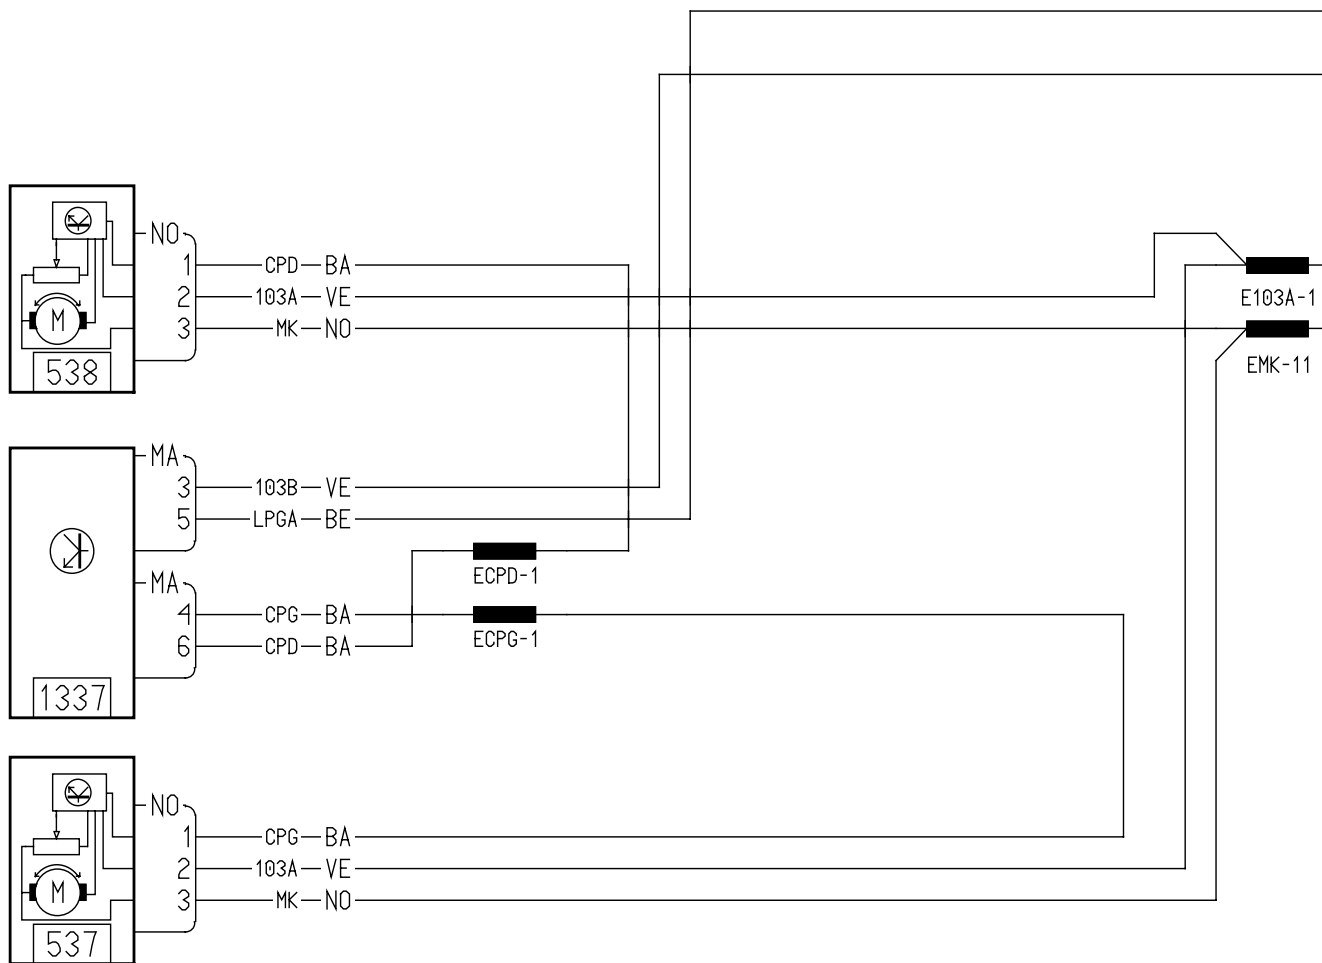 NO
1 CPD BA
2 103A VE
3 MK NO
M
538
E103A-1
EMK-11
MA
3 103B VE
5 LPGA BE
ECPD-1
MA
4 CPG BA
6 CPD BA
ECPG-1
1337
NO
1 CPG BA
2 103A VE
3 MK NO
M
537